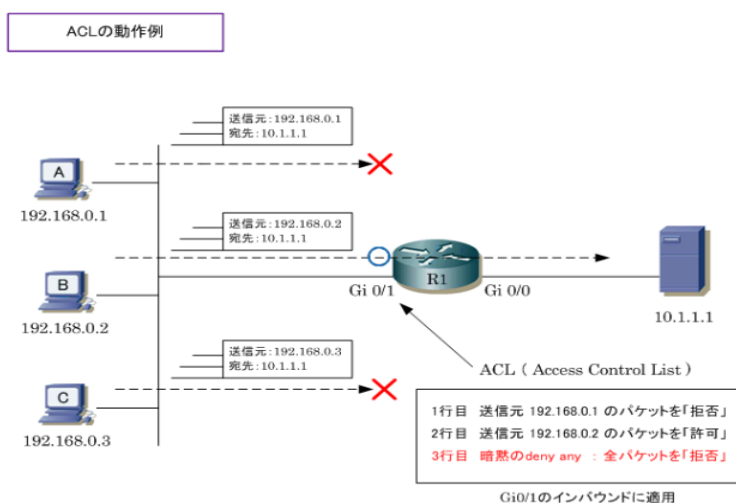 ACLの動作例
送信元:192.168.0.1
宛先:10.1.1.1
A
192.168.0.1
送信元:192.168.0.2
宛先:10.1.1.1
B
192.168.0.2
Gi 0/1
R1
Gi 0/0
10.1.1.1
送信元:192.168.0.3
宛先:10.1.1.1
C
192.168.0.3
ACL ( Access Control List )
1行目 送信元 192.168.0.1 のパケットを「拒否」
2行目 送信元 192.168.0.2 のパケットを「許可」
3行目 暗黙のdeny any : 全パケットを「拒否」
Gi0/1のインバウンドに適用